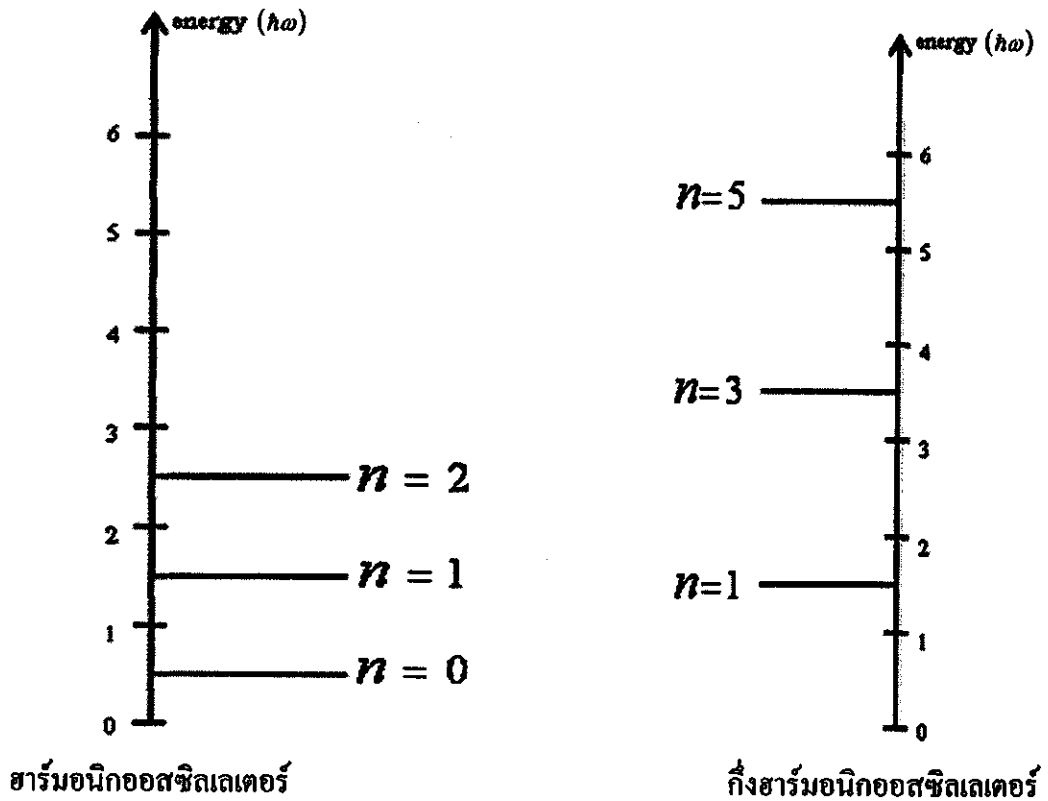 energy (ħω)
6
5
4
3
n = 2
2
n = 1
1
n = 0
0
ฮาร์มอนิกออสซิลเลเตอร์
energy (ħω)
6
n=5
5
4
n=3
3
2
n=1
1
0
กึ่งฮาร์มอนิกออสซิลเลเตอร์